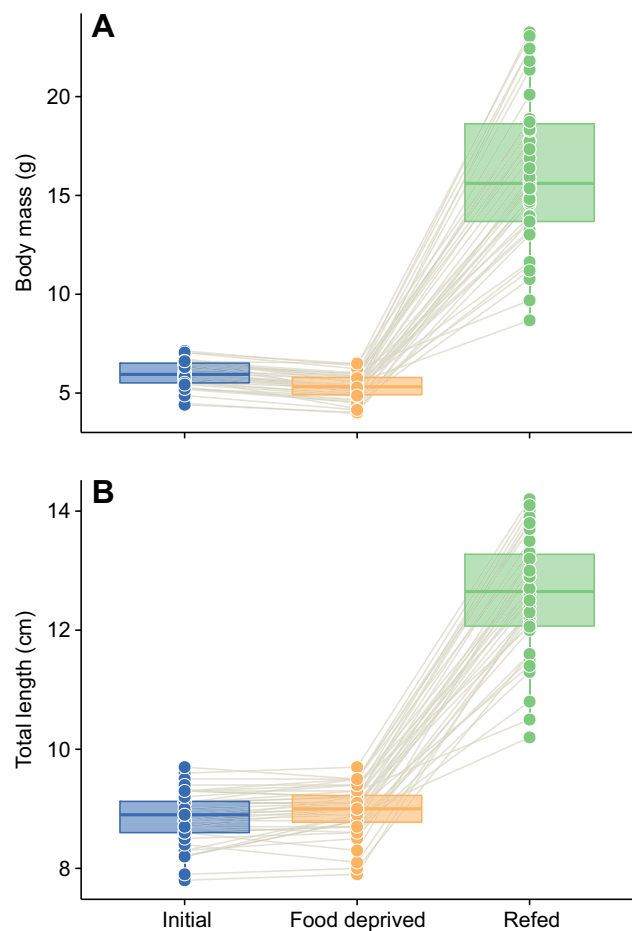 A
20
15
10
5
Body mass (g)
B
14
12
10
8
Total length (cm)
Initial
Food deprived
Refed